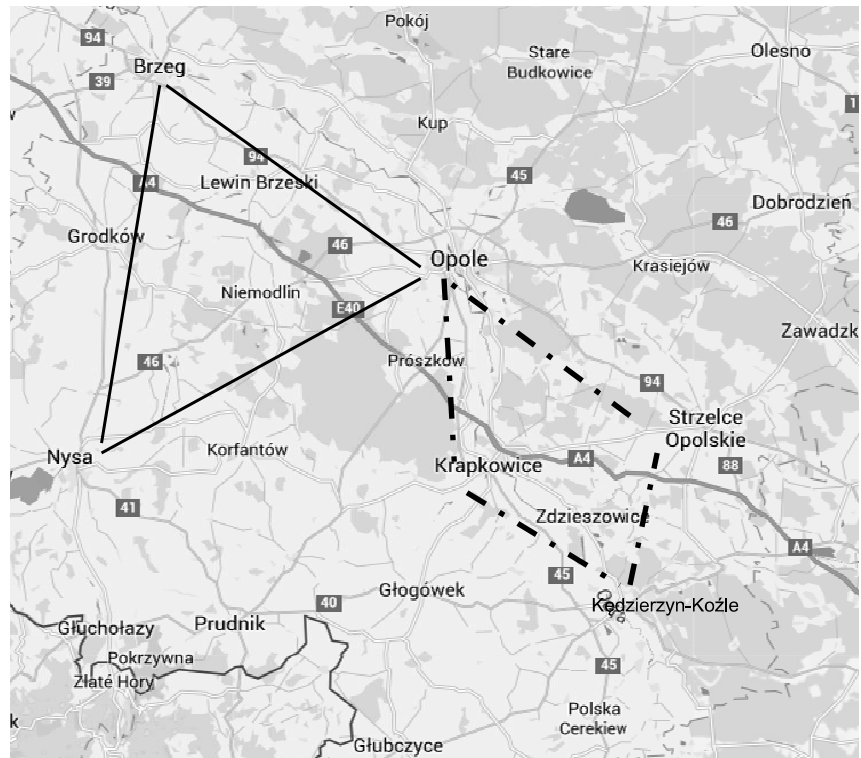 Pokój
94
Brzeg
39
Stare
Budkowice
Olesno
1
Kup
94
A4
Lewin Brzeski
45
Dobrodzień
46
Grodków
46
Opole
Krasiejów
Niemodlin
E40
Zawadzk
46
Prószków
94
Strzelce
Opolskie
Nysa
Korfantów
Krapkowice
A4
88
41
Zdzieszowice
A4
45
Głogówek
40
Kędzierzyn-Koźle
Prudnik
Głuchołazy
Pokrzywna
Zlaté Hory
45
Polska
Cerekiew
k
Głubczyce